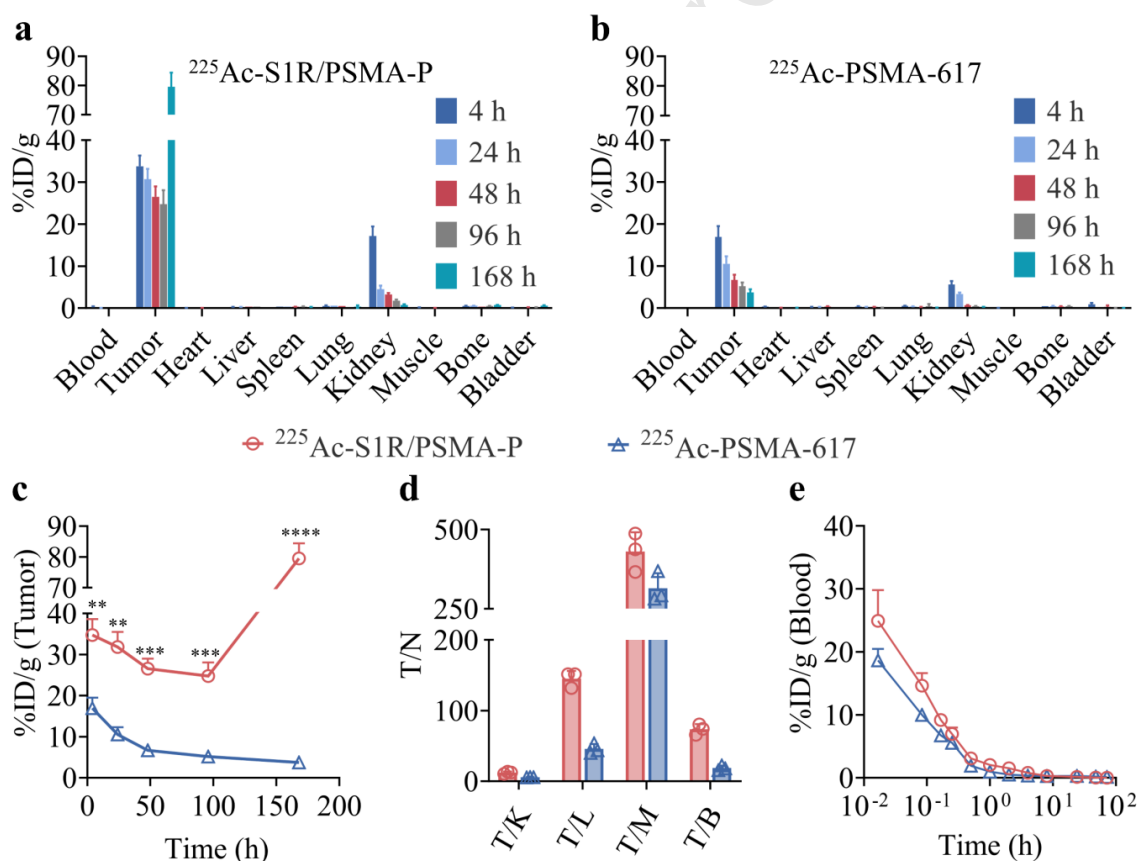 a
225Ac-S1R/PSMA-P
%ID/g
90
80
70
40
30
20
10
0
4 h
24 h
48 h
96 h
168 h
Blood
Tumor
Heart
Liver
Spleen
Lung
Kidney
Muscle
Bone
Bladder
b
225Ac-PSMA-617
%ID/g
90
80
70
40
30
20
10
0
4 h
24 h
48 h
96 h
168 h
Blood
Tumor
Heart
Liver
Spleen
Lung
Kidney
Muscle
Bone
Bladder
225Ac-S1R/PSMA-P
225Ac-PSMA-617
c
%ID/g (Tumor)
90
80
70
40
30
20
10
0
**
**
***
***
****
0 50 100 150 200
Time (h)
d
T/N
500
250
200
100
0
T/K
T/L
T/M
T/B
e
%ID/g (Blood)
40
30
20
10
0
10-2 10-1 100 101 102
Time (h)